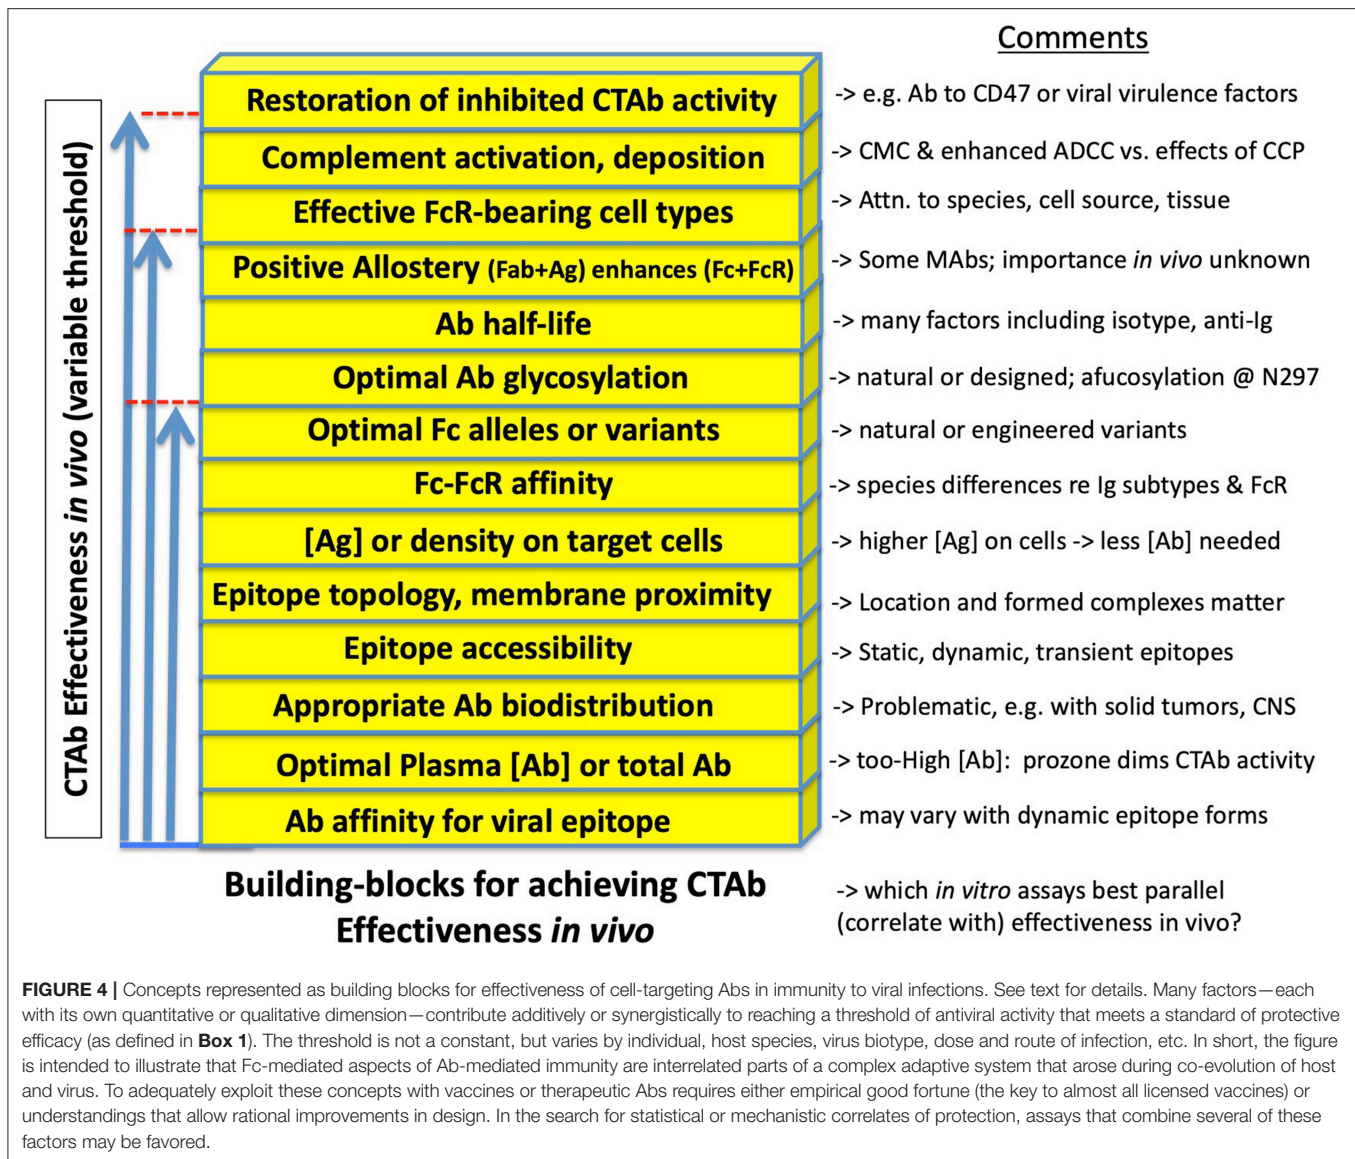 Comments
CTAb Effectiveness in vivo (variable threshold)
Restoration of inhibited CTAb activity
-> e.g. Ab to CD47 or viral virulence factors
Complement activation, deposition
-> CMC & enhanced ADCC vs. effects of CCP
Effective FcR-bearing cell types
-> Attn. to species, cell source, tissue
Positive Allostery (Fab+Ag) enhances (Fc+FcR)
-> Some MAbs; importance in vivo unknown
Ab half-life
-> many factors including isotype, anti-Ig
Optimal Ab glycosylation
-> natural or designed; afucosylation @ N297
Optimal Fc alleles or variants
-> natural or engineered variants
Fc-FcR affinity
-> species differences re Ig subtypes & FcR
[Ag] or density on target cells
-> higher [Ag] on cells -> less [Ab] needed
Epitope topology, membrane proximity
-> Location and formed complexes matter
Epitope accessibility
-> Static, dynamic, transient epitopes
Appropriate Ab biodistribution
-> Problematic, e.g. with solid tumors, CNS
Optimal Plasma [Ab] or total Ab
-> too-High [Ab]: prozone dims CTAb activity
Ab affinity for viral epitope
-> may vary with dynamic epitope forms
Building-blocks for achieving CTAb
Effectiveness in vivo
-> which in vitro assays best parallel
(correlate with) effectiveness in vivo?
FIGURE 4 | Concepts represented as building blocks for effectiveness of cell-targeting Abs in immunity to viral infections. See text for details. Many factors—each
with its own quantitative or qualitative dimension—contribute additively or synergistically to reaching a threshold of antiviral activity that meets a standard of protective
efficacy (as defined in Box 1). The threshold is not a constant, but varies by individual, host species, virus biotype, dose and route of infection, etc. In short, the figure
is intended to illustrate that Fc-mediated aspects of Ab-mediated immunity are interrelated parts of a complex adaptive system that arose during co-evolution of host
and virus. To adequately exploit these concepts with vaccines or therapeutic Abs requires either empirical good fortune (the key to almost all licensed vaccines) or
understandings that allow rational improvements in design. In the search for statistical or mechanistic correlates of protection, assays that combine several of these
factors may be favored.